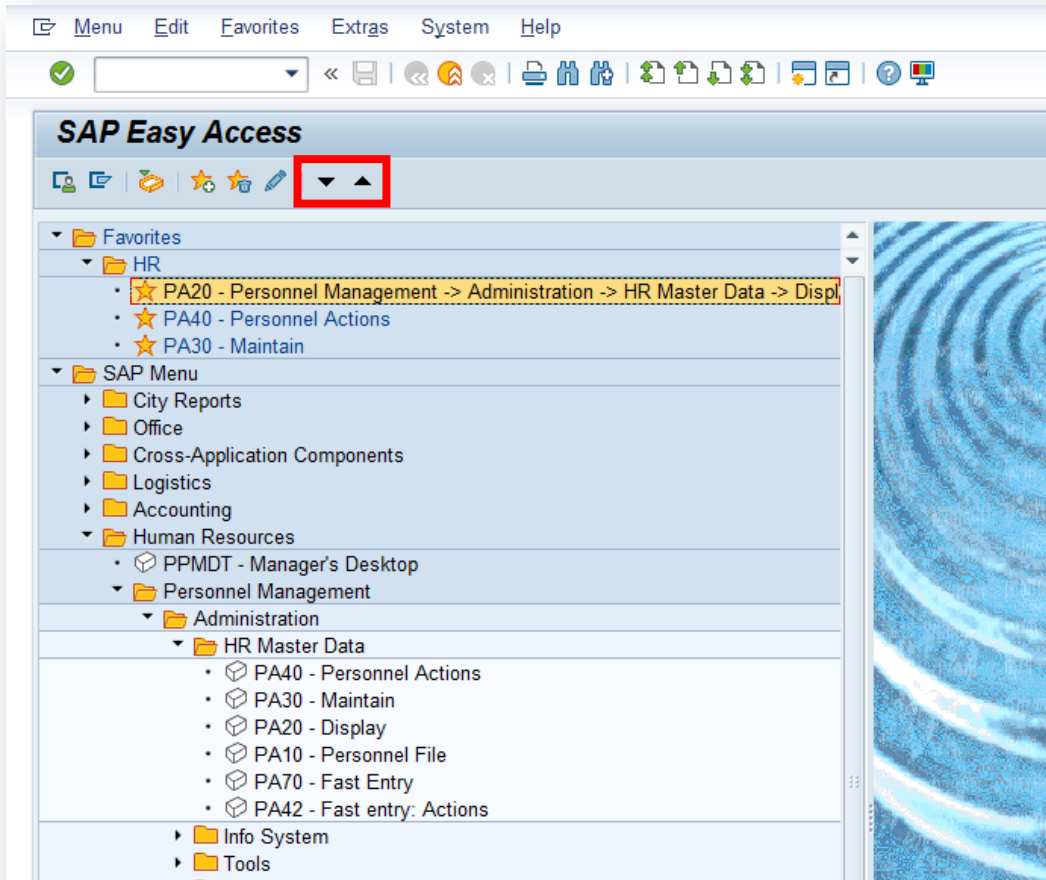 Menu Edit Favorites Extras System Help
SAP Easy Access
Favorites
HR
PA20 - Personnel Management -> Administration -> HR Master Data -> Displ
PA40 - Personnel Actions
PA30 - Maintain
SAP Menu
City Reports
Office
Cross-Application Components
Logistics
Accounting
Human Resources
PPMDT - Manager's Desktop
Personnel Management
Administration
HR Master Data
PA40 - Personnel Actions
PA30 - Maintain
PA20 - Display
PA10 - Personnel File
PA70 - Fast Entry
PA42 - Fast entry: Actions
Info System
Tools